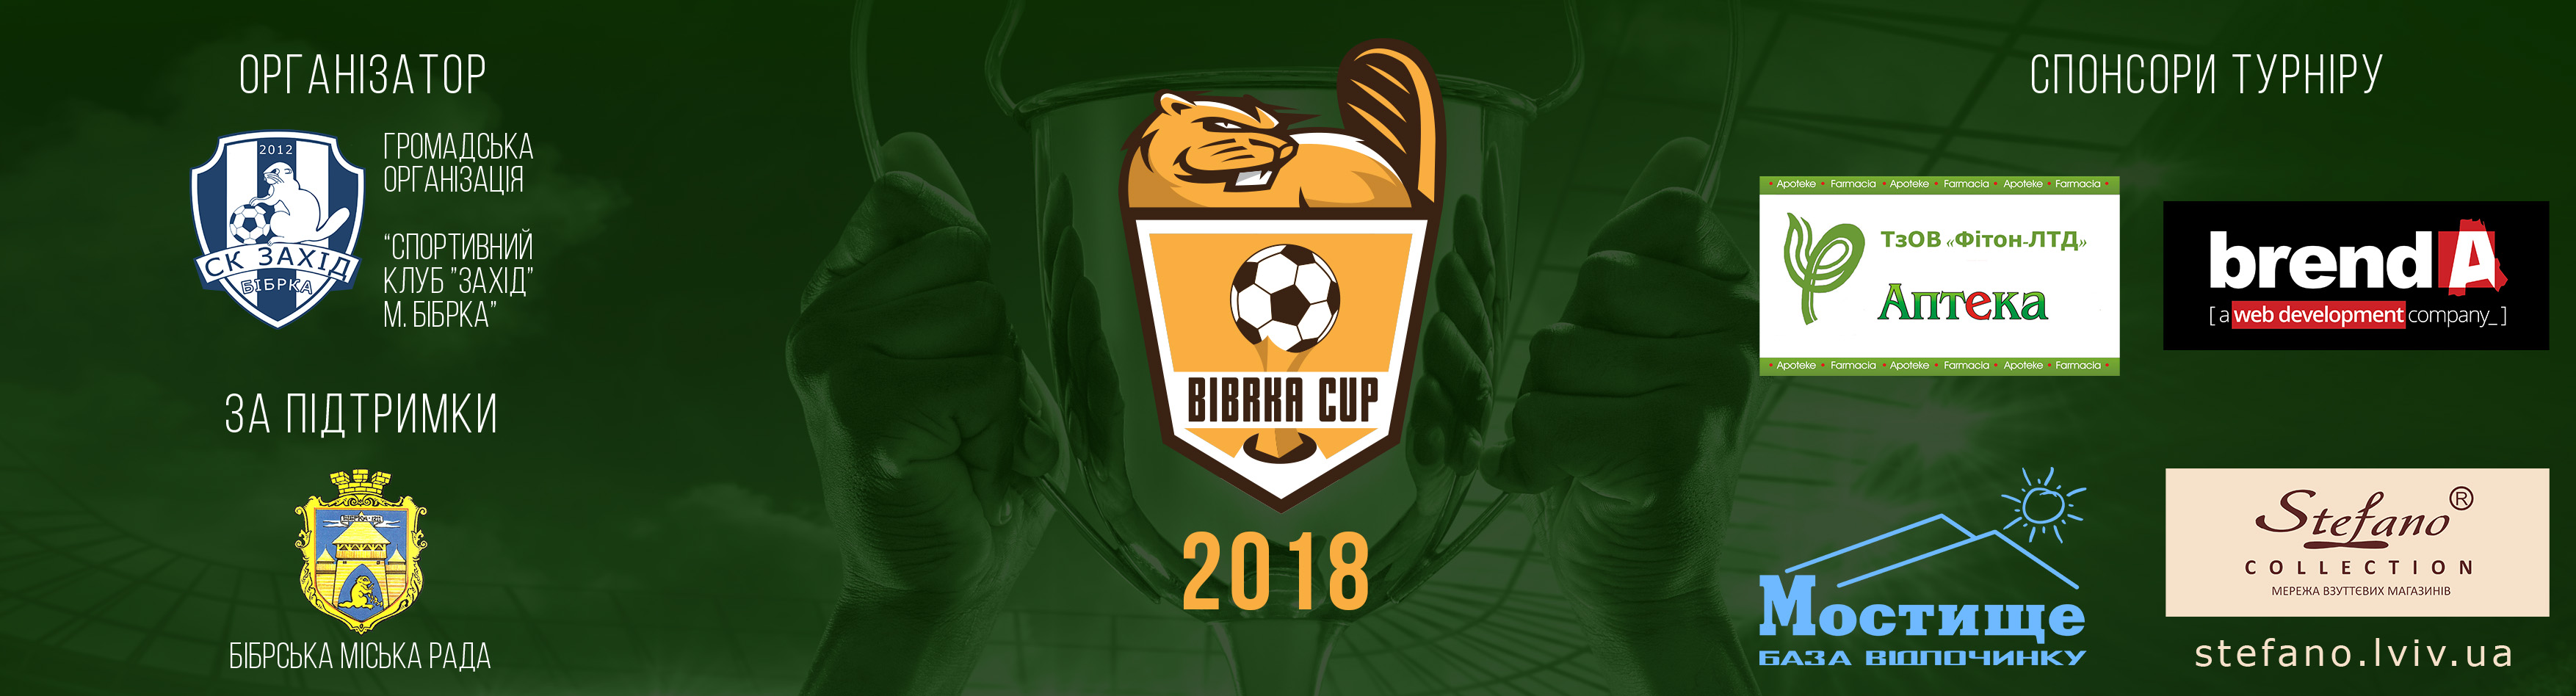 ОРГАНІЗАТОР
2012
СК ЗАХІД
БІБРКА
ГРОМАДСЬКА
ОРГАНІЗАЦІЯ
“СПОРТИВНИЙ
КЛУБ ”ЗАХІД”
М. БІБРКА”
ЗА ПІДТРИМКИ
БІБРСЬКА МІСЬКА РАДА
BIBRKA CUP
2018
СПОНСОРИ ТУРНІРУ
• Apoteke • Farmacia • Apoteke • Farmacia • Apoteke • Farmacia •
ТзОВ «Фітон-ЛТД»
Аптека
• Apoteke • Farmacia • Apoteke • Farmacia • Apoteke • Farmacia •
brendA
[ a web development company_ ]
Мостище
БАЗА ВІДПОЧИНКУ
Stefano ®
COLLECTION
МЕРЕЖА ВЗУТТЄВИХ МАГАЗИНІВ
stefano.lviv.ua